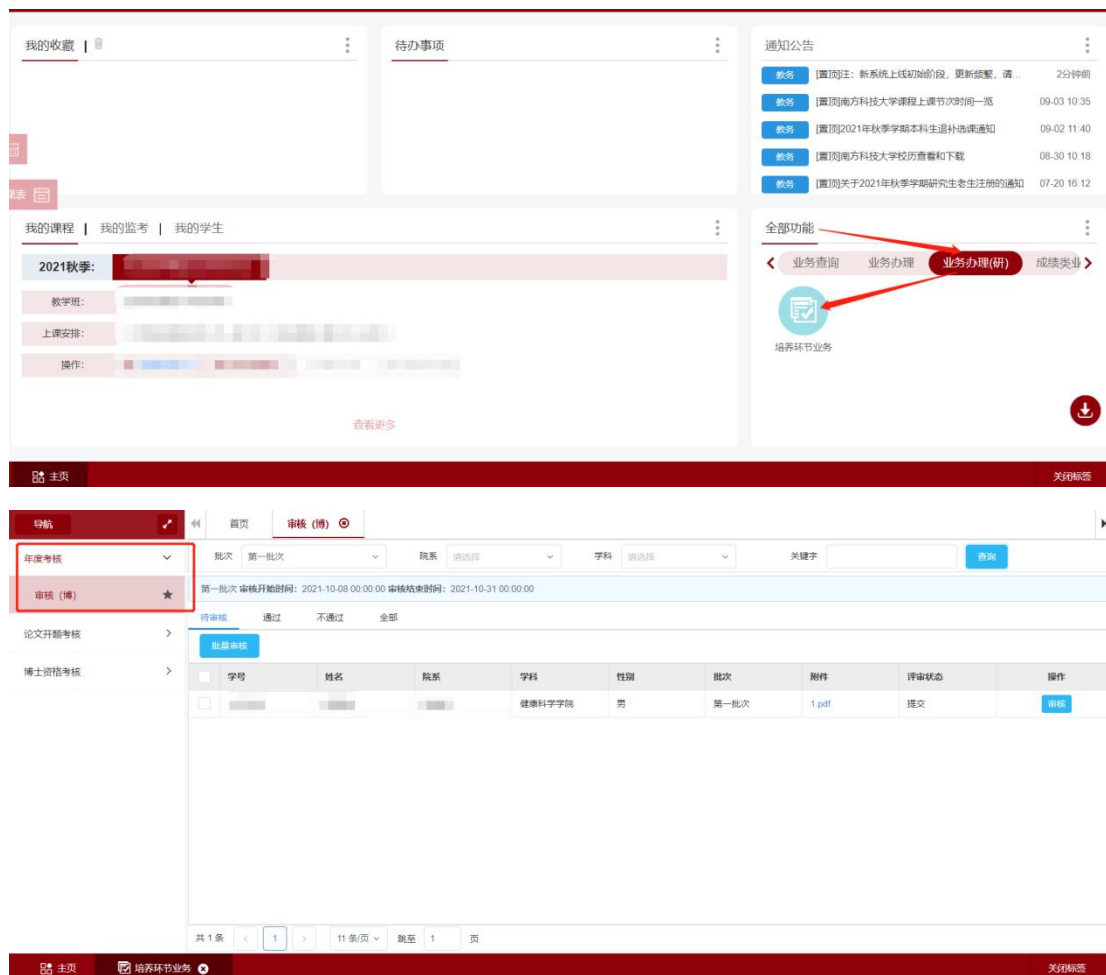 我的收藏 |
待办事项
通知公告
教务 [置顶]注：新系统上线初始阶段，更新频繁，请... 2分钟前
教务 [置顶]南方科技大学课程上课节次时间一览 09-03 10:35
教务 [置顶]2021年秋季学期本科生退补选课通知 09-02 11:40
教务 [置顶]南方科技大学校历查看和下载 08-30 10:18
教务 [置顶]关于2021年秋季学期研究生老生注册的通知 07-20 16:12
课表
我的课程 | 我的监考 | 我的学生
2021秋季:
教学班:
上课安排:
操作:
查看更多
全部功能
业务查询 业务办理 业务办理(研) 成绩类业
培养环节业务
主页 关闭标签
导航 首页 审核 (博)
年度考核
审核 (博)
论文开题考核
博士资格考核
批次 第一批次 院系 请选择 学科 请选择 关键字 查询
第一批次 审核开始时间：2021-10-08 00:00:00 审核结束时间：2021-10-31 00:00:00
待审核 通过 不通过 全部
批量审核
学号 姓名 院系 学科 性别 批次 附件 评审状态 操作
健康科学学院 男 第一批次 1.pdf 提交 审核
共 1 条 < 1 > 11 条/页 跳至 1 页
主页 培养环节业务 关闭标签